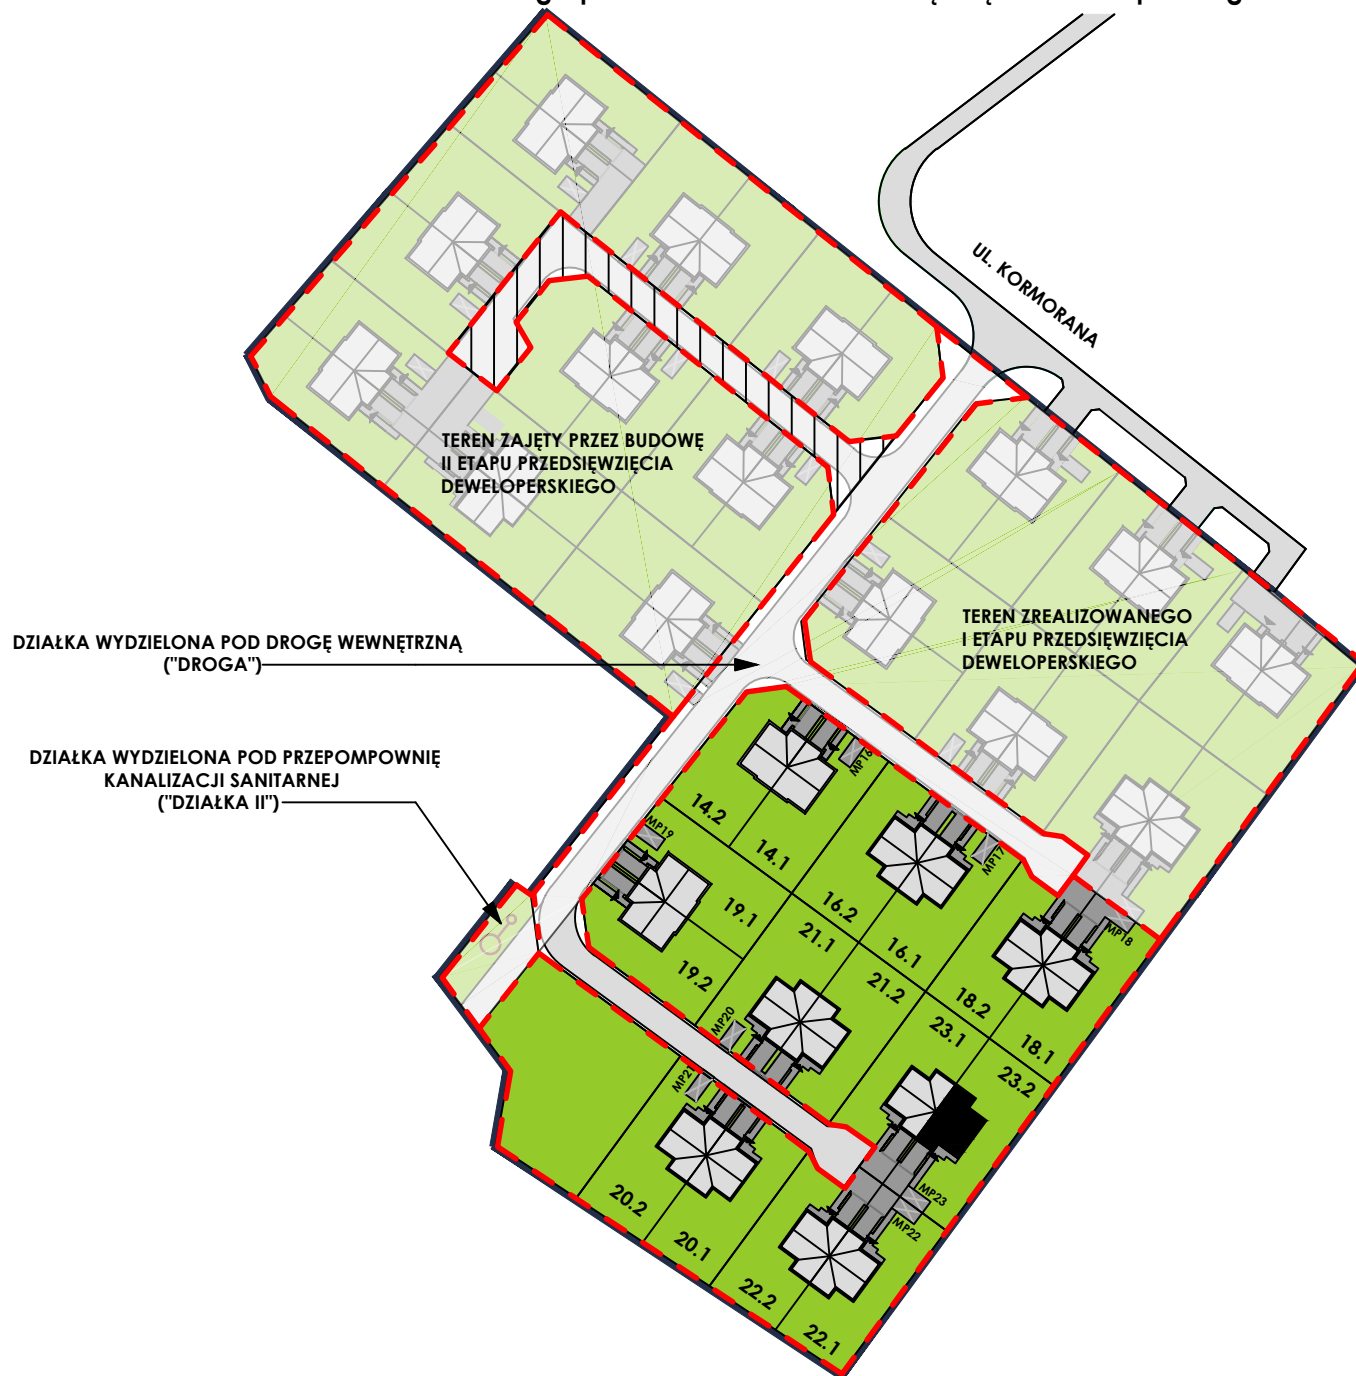 UL. KORMORANA
TEREN ZAJĘTY PRZEZ BUDOWĘ
II ETAPU PRZEDSIĘWZIĘCIA
DEWELOPERSKIEGO
TEREN ZREALIZOWANEGO
I ETAPU PRZEDSIĘWZIĘCIA
DEWELOPERSKIEGO
DZIAŁKA WYDZIELONA POD DROGĘ WEWNĘTRZNĄ
("DROGA")
DZIAŁKA WYDZIELONA POD PRZEPOMPOWNIĘ
KANALIZACJI SANITARNEJ
("DZIAŁKA II")
MP16
14.2
MP19
14.1
MP17
19.1
16.2
21.1
16.1
MP18
19.2
21.2
18.2
MP20
23.1
18.1
23.2
20.2
MP23
MP22
20.1
22.2
22.1